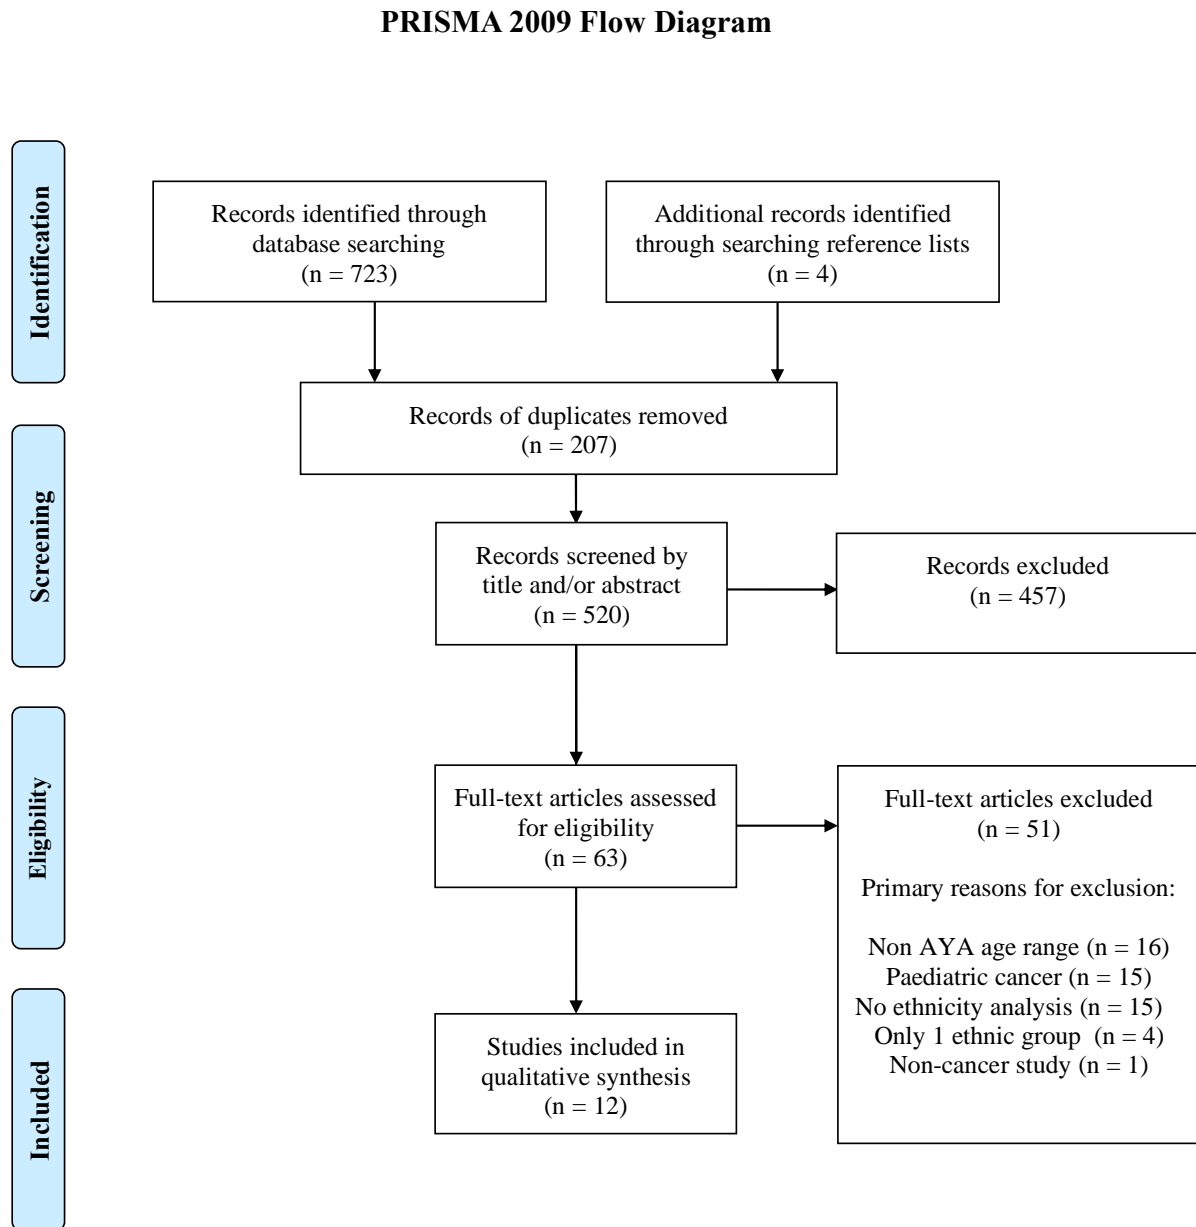 PRISMA 2009 Flow Diagram
Identification
Records identified through
database searching
(n = 723)
Additional records identified
through searching reference lists
(n = 4)
Records of duplicates removed
(n = 207)
Screening
Records screened by
title and/or abstract
(n = 520)
Records excluded
(n = 457)
Eligibility
Full-text articles assessed
for eligibility
(n = 63)
Full-text articles excluded
(n = 51)
Primary reasons for exclusion:
Non AYA age range (n = 16)
Paediatric cancer (n = 15)
No ethnicity analysis (n = 15)
Only 1 ethnic group (n = 4)
Non-cancer study (n = 1)
Included
Studies included in
qualitative synthesis
(n = 12)